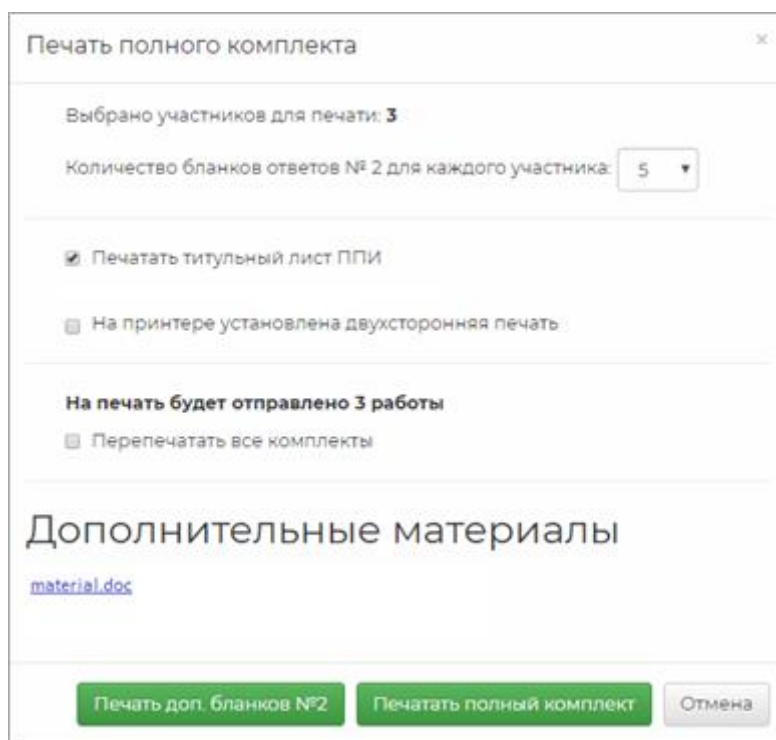 Печать полного комплекта
Выбрано участников для печати: 3
Количество бланков ответов № 2 для каждого участника: 5
Печатать титульный лист ППИ
На принтере установлена двухсторонняя печать
На печать будет отправлено 3 работы
Перепечатать все комплекты
Дополнительные материалы
material.doc
Печать доп. бланков №2 Печатать полный комплект Отмена